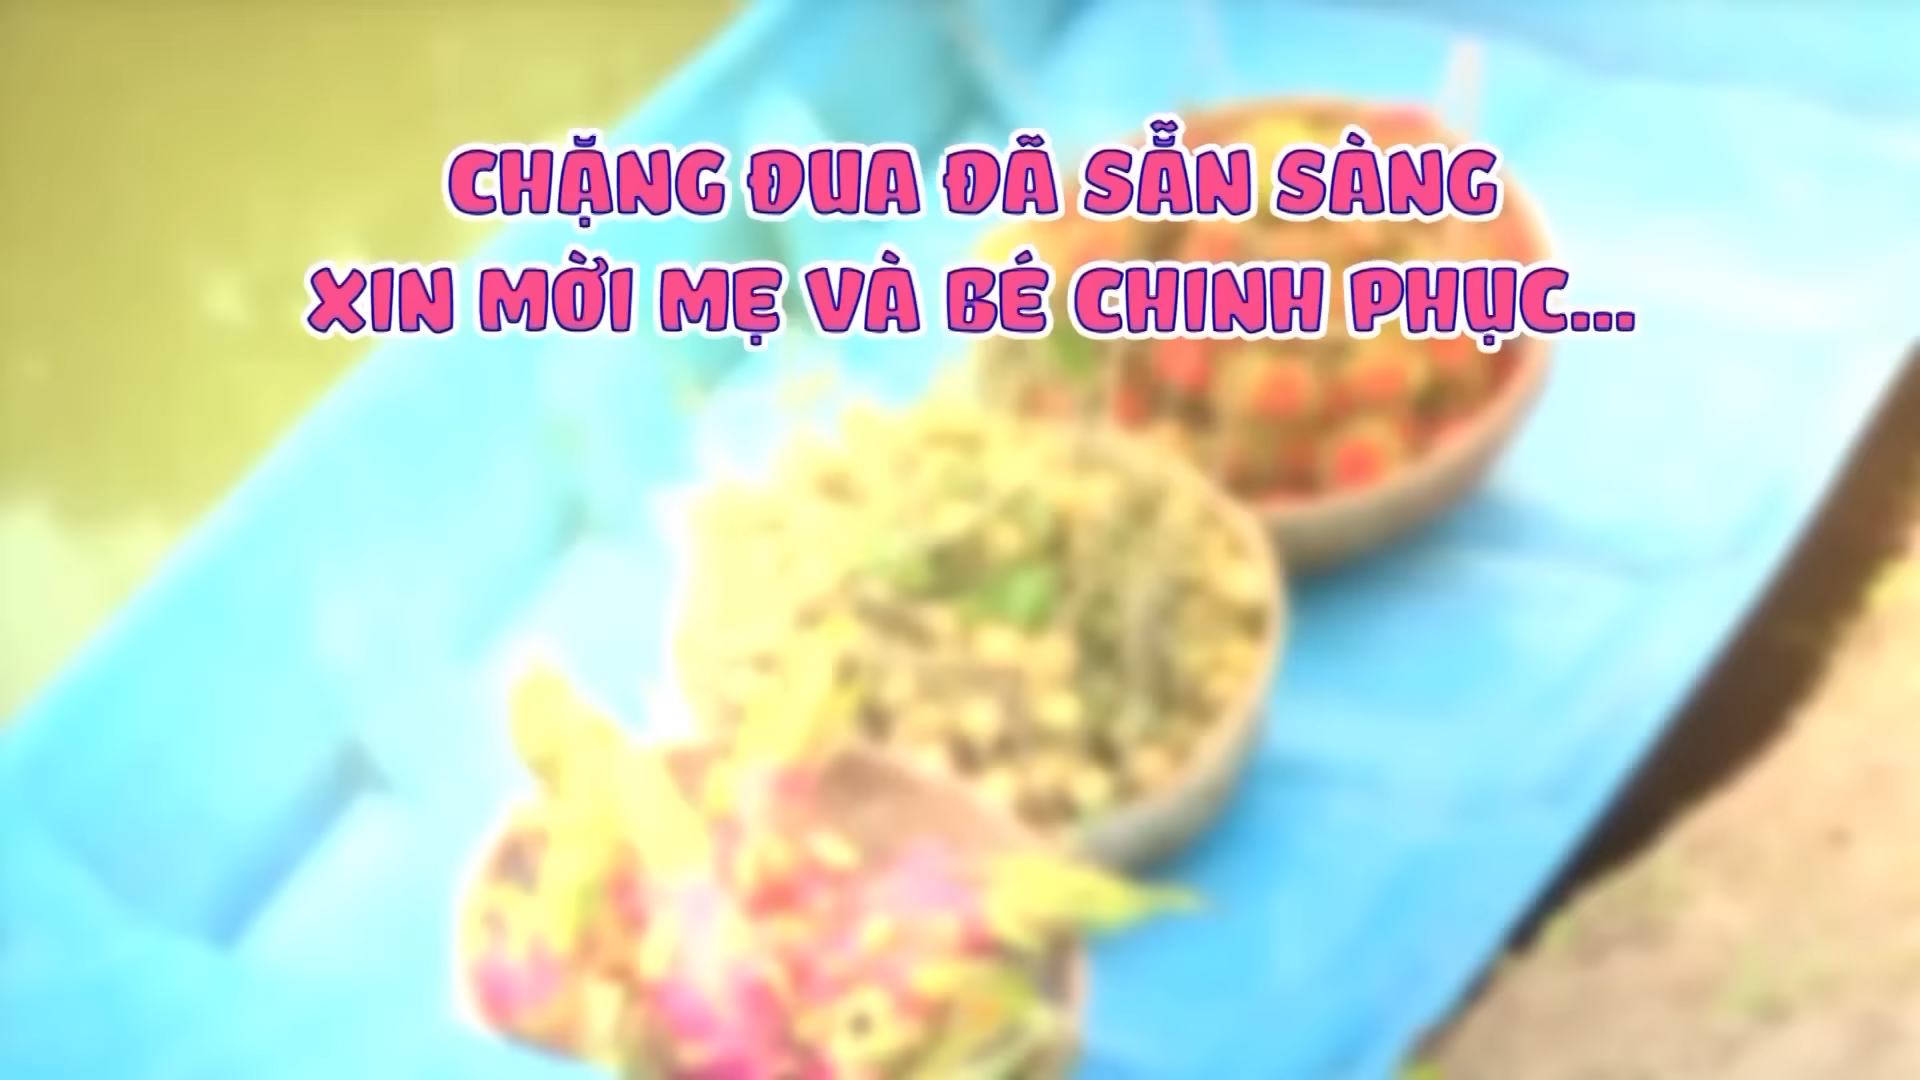 CHẶNG ĐUA ĐÃ SẴN SÀNG
XIN MỜI MẸ VÀ BÉ CHINH PHỤC...